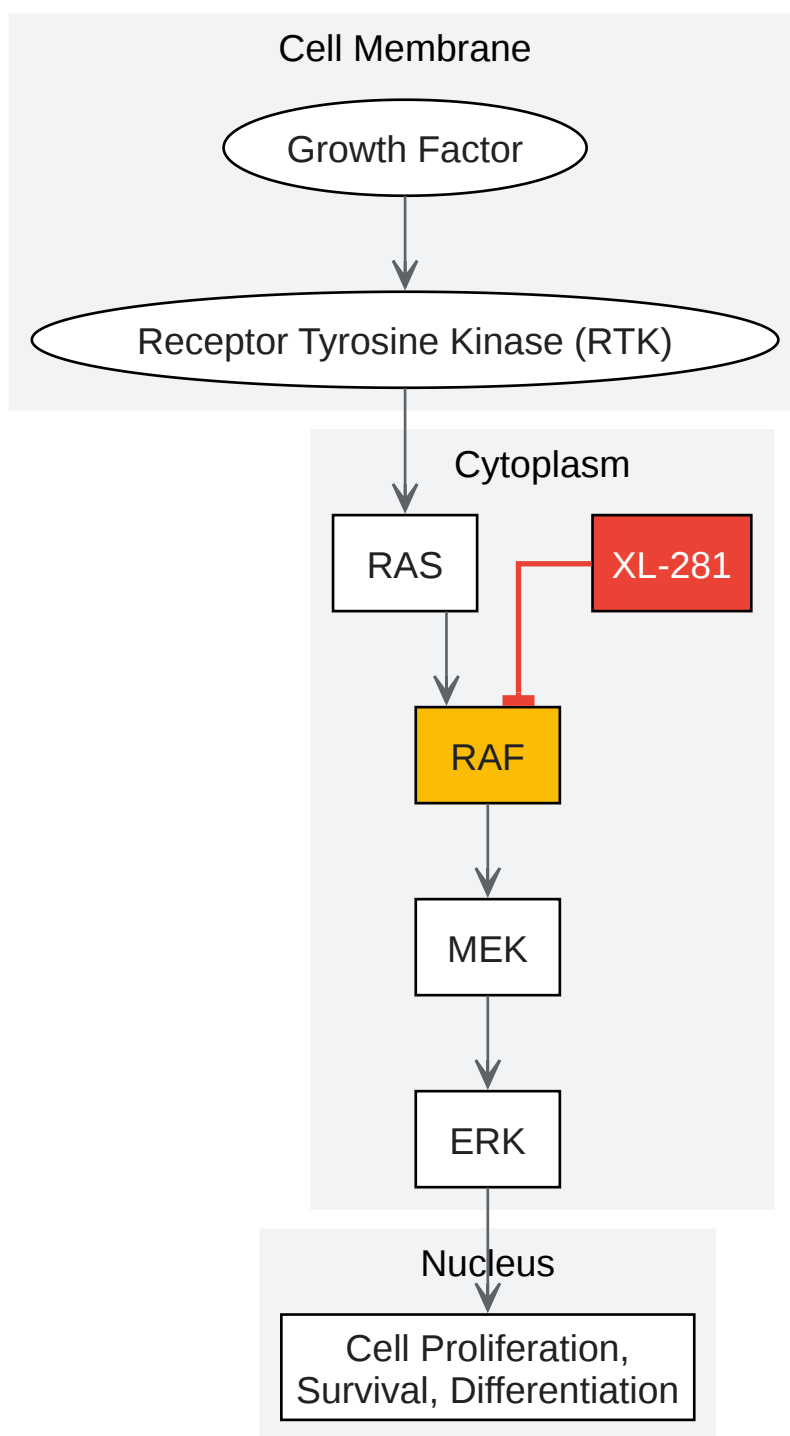 Cell Membrane
Growth Factor
Receptor Tyrosine Kinase (RTK)
Cytoplasm
RAS
XL-281
RAF
MEK
ERK
Nucleus
Cell Proliferation,
Survival, Differentiation